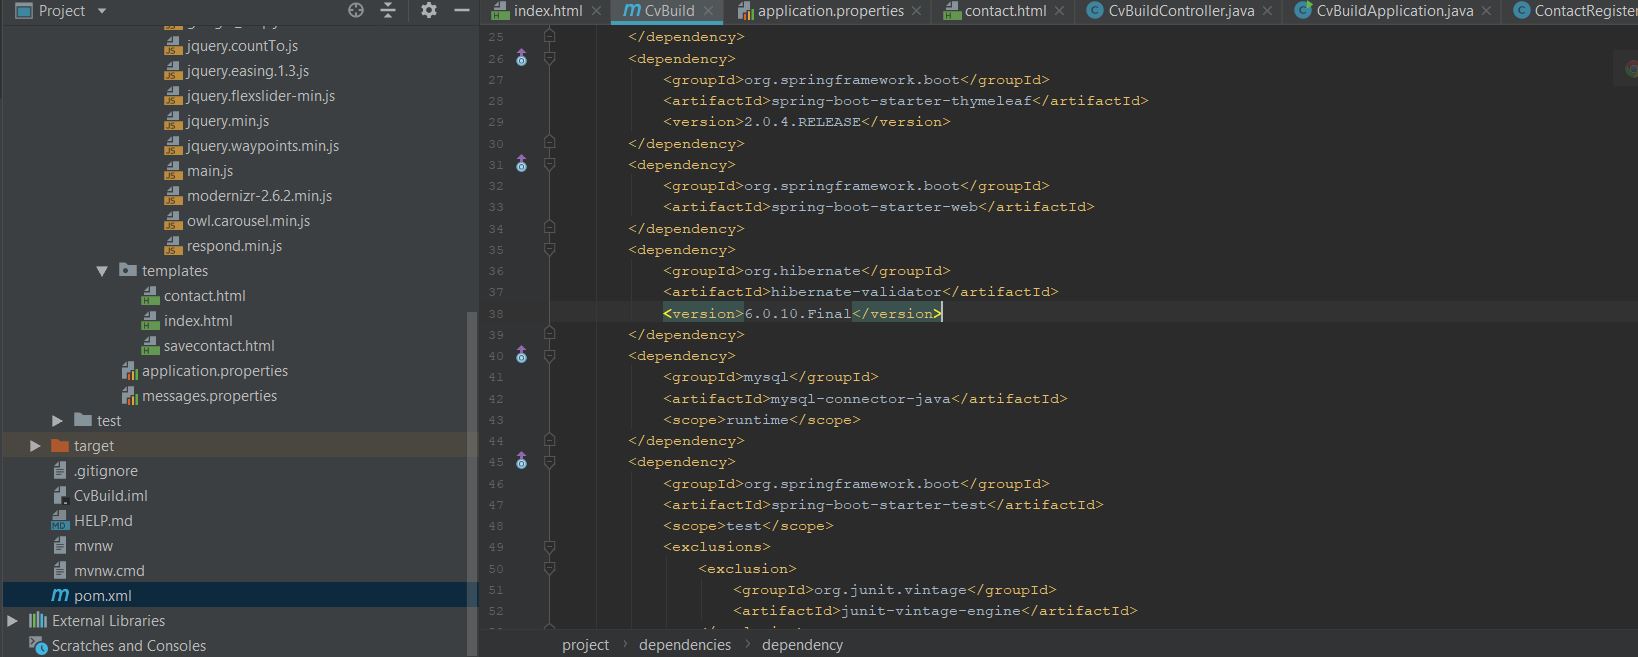 Project
index.html
CvBuild
application.properties
contact.html
CvBuildController.java
CvBuildApplication.java
ContactRegister
jquery.countTo.js
jquery.easing.1.3.js
jquery.flexslider-min.js
jquery.min.js
jquery.waypoints.min.js
main.js
modernizr-2.6.2.min.js
owl.carousel.min.js
respond.min.js
templates
contact.html
index.html
savecontact.html
application.properties
messages.properties
test
target
.gitignore
CvBuild.iml
HELP.md
mvnw
mvnw.cmd
pom.xml
External Libraries
Scratches and Consoles
25 </dependency>
26 <dependency>
27 <groupId>org.springframework.boot</groupId>
28 <artifactId>spring-boot-starter-thymeleaf</artifactId>
29 <version>2.0.4.RELEASE</version>
30 </dependency>
31 <dependency>
32 <groupId>org.springframework.boot</groupId>
33 <artifactId>spring-boot-starter-web</artifactId>
34 </dependency>
35 <dependency>
36 <groupId>org.hibernate</groupId>
37 <artifactId>hibernate-validator</artifactId>
38 <version>6.0.10.Final</version>
39 </dependency>
40 <dependency>
41 <groupId>mysql</groupId>
42 <artifactId>mysql-connector-java</artifactId>
43 <scope>runtime</scope>
44 </dependency>
45 <dependency>
46 <groupId>org.springframework.boot</groupId>
47 <artifactId>spring-boot-starter-test</artifactId>
48 <scope>test</scope>
49 <exclusions>
50 <exclusion>
51 <groupId>org.junit.vintage</groupId>
52 <artifactId>junit-vintage-engine</artifactId>
project › dependencies › dependency